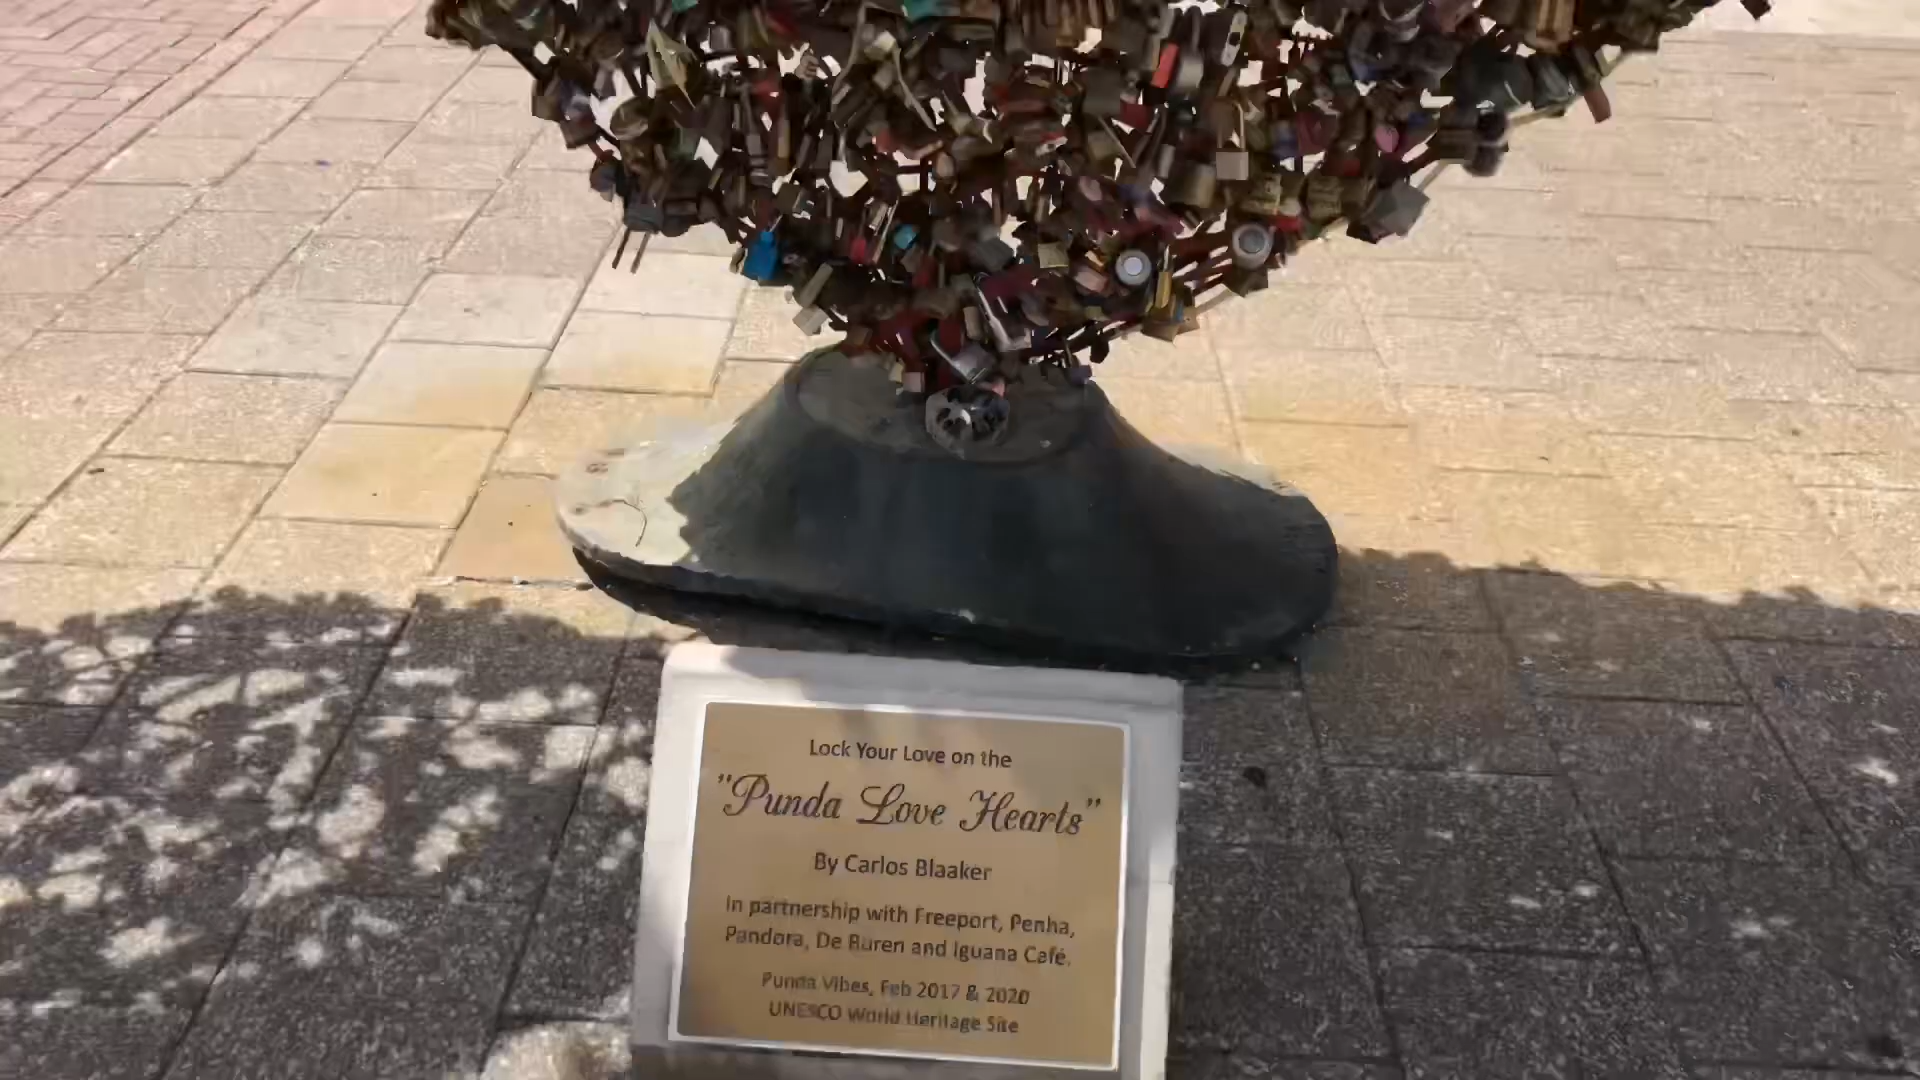 Lock Your Love on the
"Punda Love Hearts"
By Carlos Blaaker
In partnership with Freeport, Penha,
Pandora, De Buren and Iguana Café.
Punda Vibes, Feb 2017 & 2020
UNESCO World Heritage Site